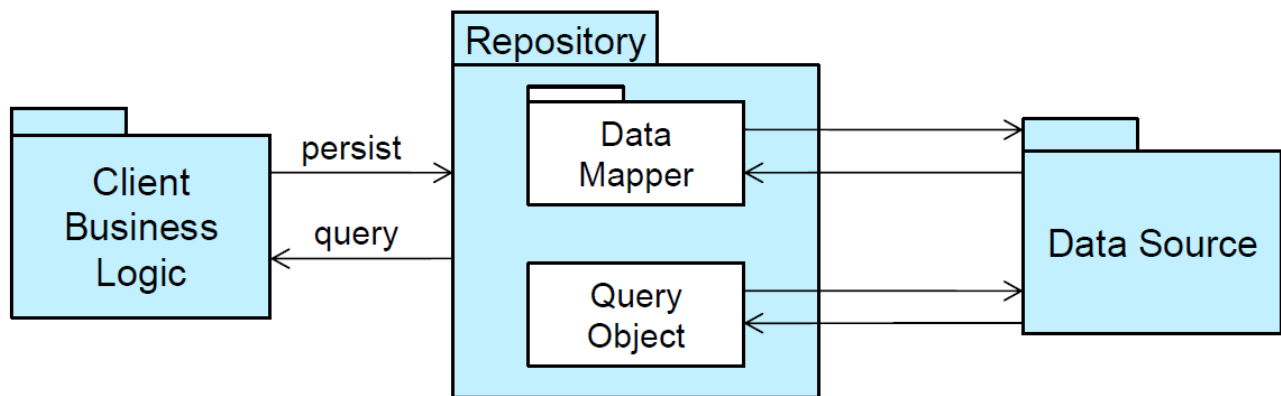 Repository
Client
Business
Logic
persist
query
Data
Mapper
Query
Object
Data Source